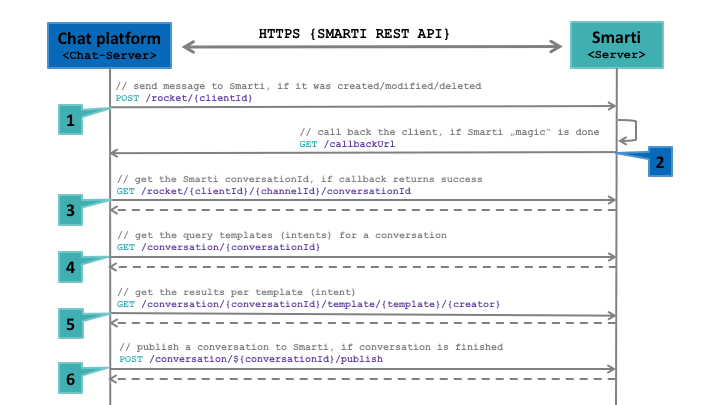 Chat platform
<Chat-Server>
HTTPS {SMARTI REST API}
Smarti
<Server>
// send message to Smarti, if it was created/modified/deleted
POST /rocket/{clientId}
1
// call back the client, if Smarti „magic“ is done
GET /callbackUrl
2
// get the Smarti conversationId, if callback returns success
GET /rocket/{clientId}/{channelId}/conversationId
3
// get the query templates (intents) for a conversation
GET /conversation/{conversationId}
4
// get the results per template (intent)
GET /conversation/{conversationId}/template/{template}/{creator}
5
// publish a conversation to Smarti, if conversation is finished
POST /conversation/${conversationId}/publish
6